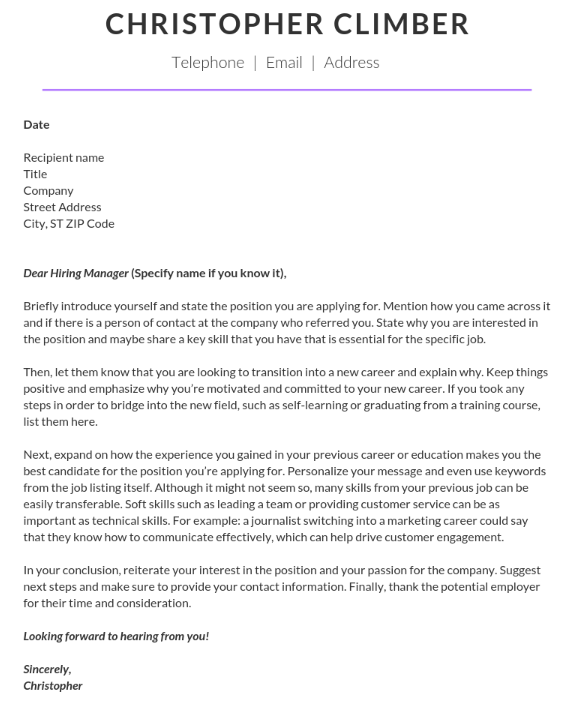 CHRISTOPHER CLIMBER
Telephone | Email | Address
Date
Recipient name
Title
Company
Street Address
City, ST ZIP Code
Dear Hiring Manager (Specify name if you know it),
Briefly introduce yourself and state the position you are applying for. Mention how you came across it
and if there is a person of contact at the company who referred you. State why you are interested in
the position and maybe share a key skill that you have that is essential for the specific job.
Then, let them know that you are looking to transition into a new career and explain why. Keep things
positive and emphasize why you're motivated and committed to your new career. If you took any
steps in order to bridge into the new field, such as self-learning or graduating from a training course,
list them here.
Next, expand on how the experience you gained in your previous career or education makes you the
best candidate for the position you're applying for. Personalize your message and even use keywords
from the job listing itself. Although it might not seem so, many skills from your previous job can be
easily transferable. Soft skills such as leading a team or providing customer service can be as
important as technical skills. For example: a journalist switching into a marketing career could say
that they know how to communicate effectively, which can help drive customer engagement.
In your conclusion, reiterate your interest in the position and your passion for the company. Suggest
next steps and make sure to provide your contact information. Finally, thank the potential employer
for their time and consideration.
Looking forward to hearing from you!
Sincerely,
Christopher